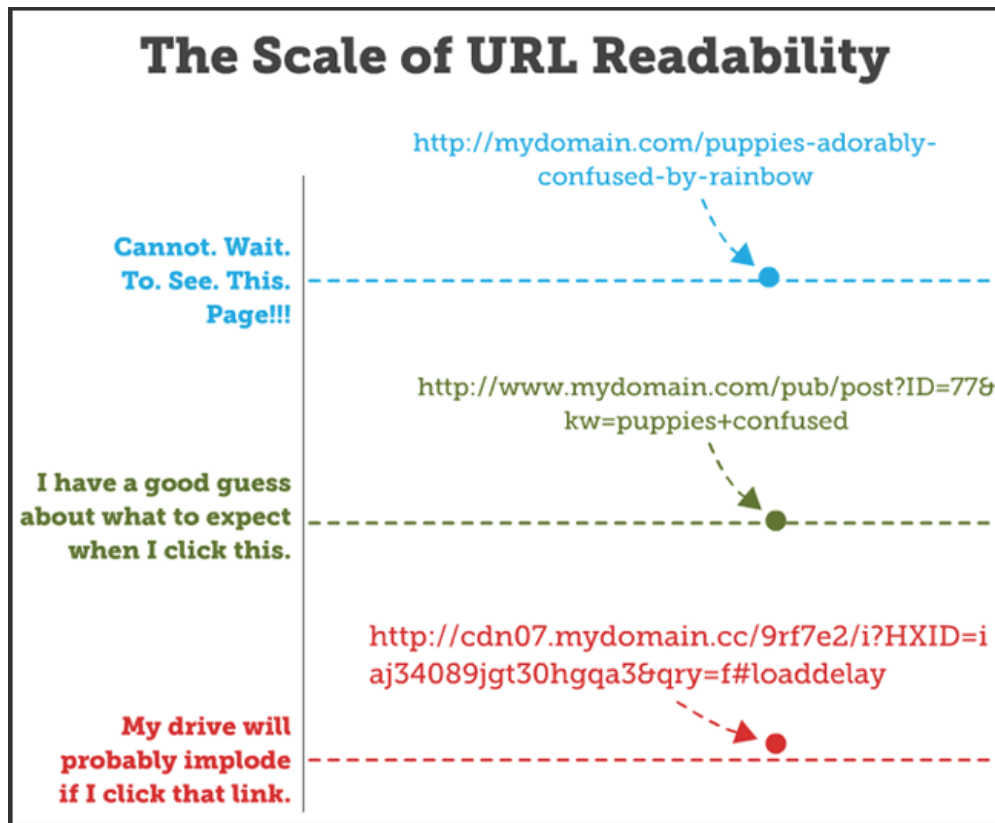 The Scale of URL Readability
http://mydomain.com/puppies-adorably-
confused-by-rainbow
Cannot. Wait.
To. See. This.
Page!!!
http://www.mydomain.com/pub/post?ID=77&
kw=puppies+confused
I have a good guess
about what to expect
when I click this.
http://cdn07.mydomain.cc/9rf7e2/i?HXID=i
aj34089jgt30hgqa3&qry=f#loaddelay
My drive will
probably implode
if I click that link.